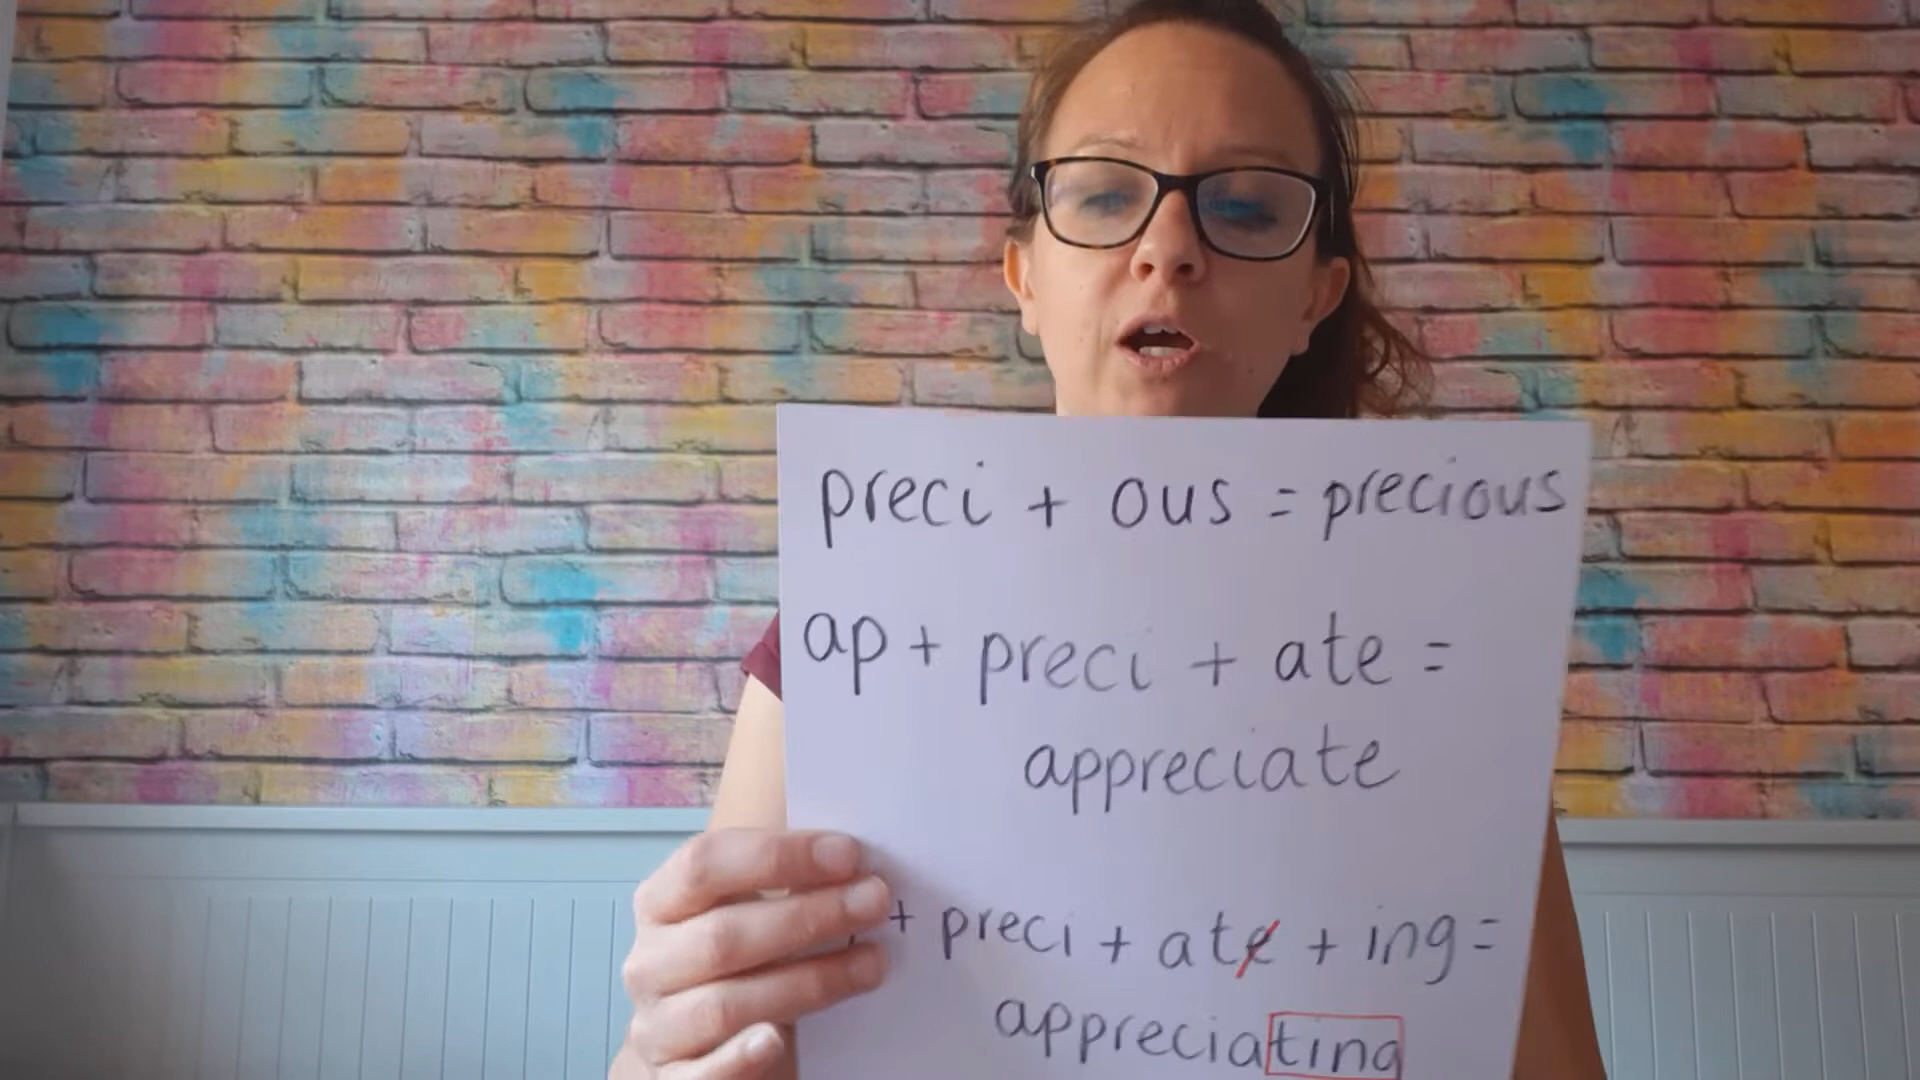 preci + ous = precious
ap + preci + ate =
appreciate
+ preci + ate + ing =
appreciating